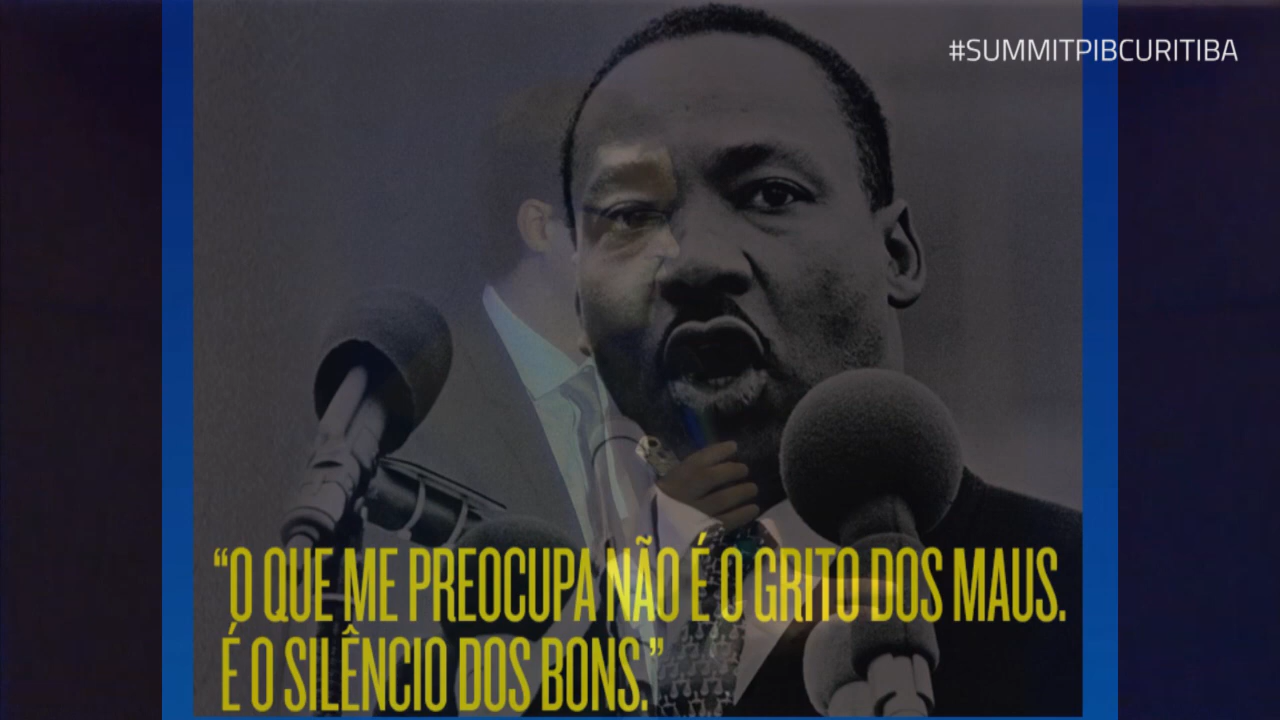 #SUMMITPIBCURITIBA
“O QUE ME PREOCUPA NÃO É O GRITO DOS MAUS.
É O SILÊNCIO DOS BONS.”